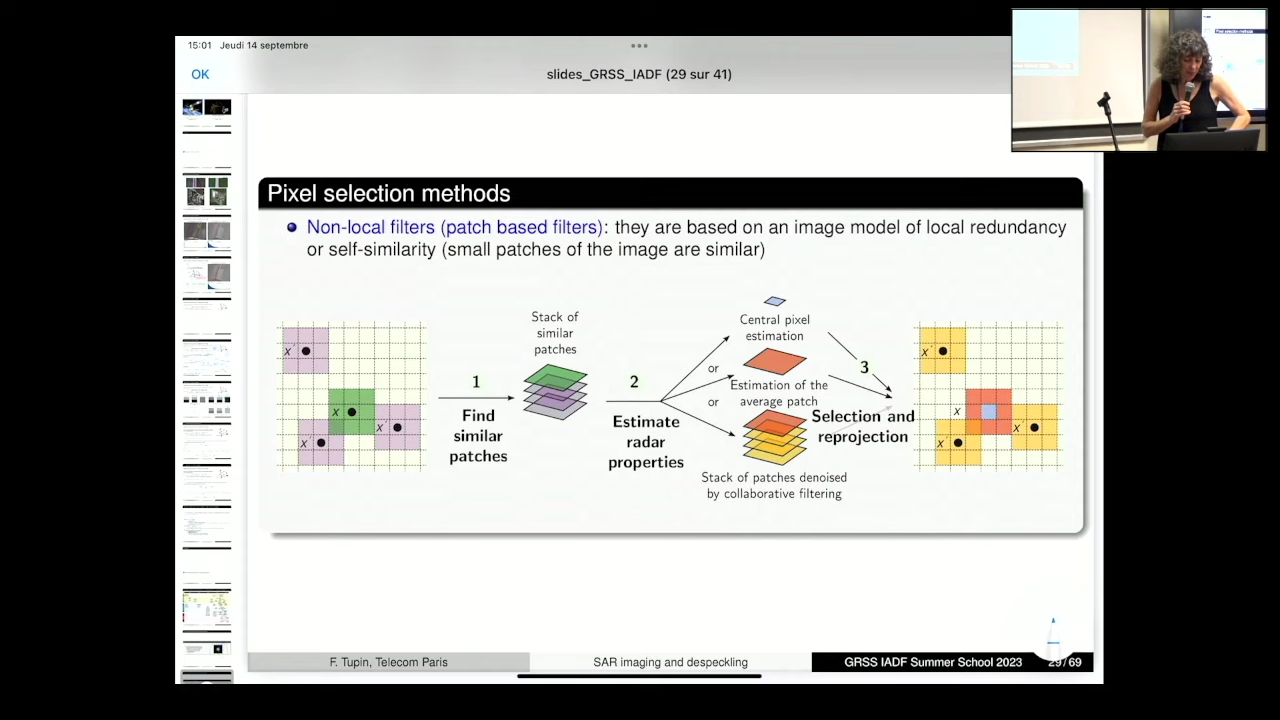 15:01 Jeudi 14 septembre
OK
slides_GRSS_IADF (29 sur 41)
Pixel selection methods
Pixel selection methods
Non-local filters (patch based filters): they are based on an image model of local redundancy
or self-similarity (small patches of the image are similar)
x
x
x
x
1
Find
similar
patches
Stack of
similar
patches
2
Estimate
radar
properties
Central pixel
estimation
or
Estimation of the
average patch
or
Stack of patches denoised
by collaborative filtering
3
Selection and
reprojection
x
x
x
x
F. Tupin, Telecom Paris
SAR imaging and despeckling
GRSS IADF Summer School 2023
29/69